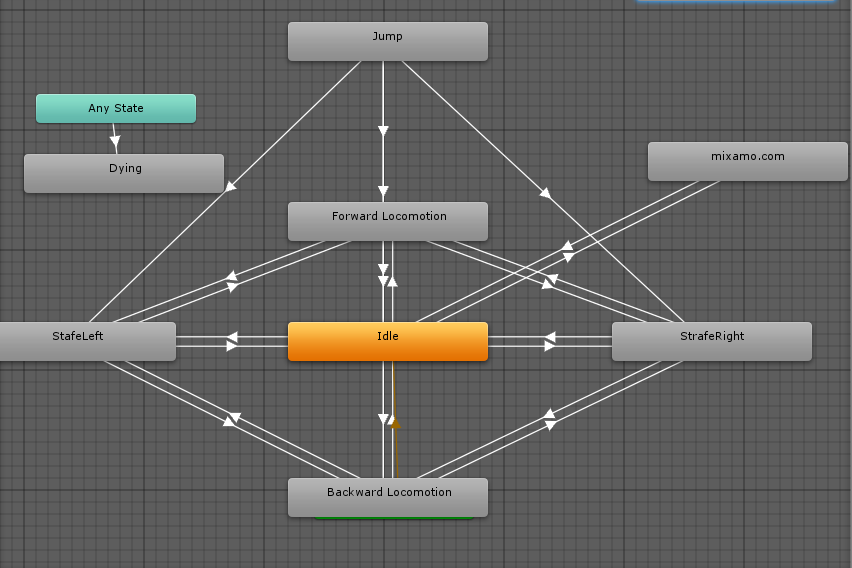 Jump
Any State
Dying
mixamo.com
Forward Locomotion
StafeLeft
Idle
StrafeRight
Backward Locomotion